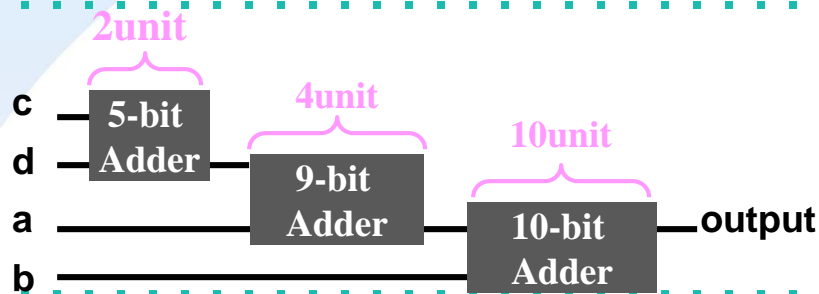 2unit
c
5-bit
Adder
4unit
d
9-bit
Adder
10unit
a
10-bit
Adder
output
b